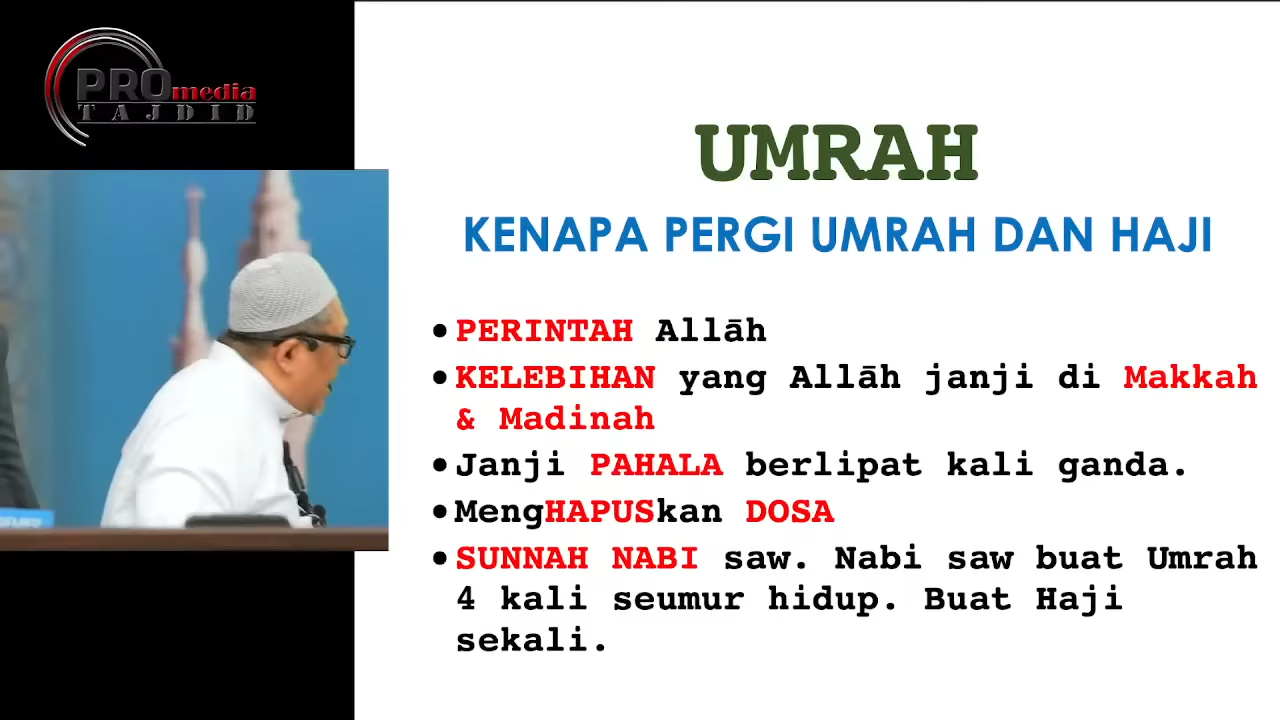 PROmedia
TAJDID
UMRAH
KENAPA PERGI UMRAH DAN HAJI
•PERINTAH Allāh
•KELEBIHAN yang Allāh janji di Makkah
& Madinah
•Janji PAHALA berlipat kali ganda.
•MengHAPUSkan DOSA
•SUNNAH NABI saw. Nabi saw buat Umrah
4 kali seumur hidup. Buat Haji
sekali.